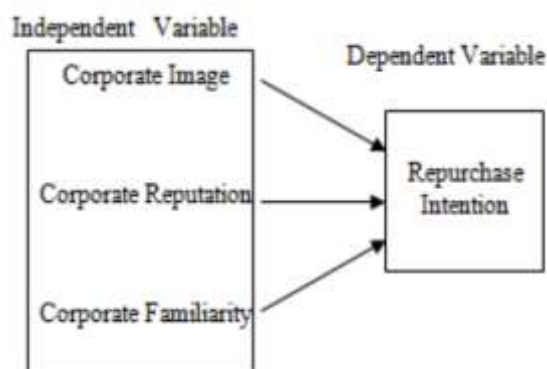 Independent Variable
Corporate Image
Corporate Reputation
Corporate Familiarity
Dependent Variable
Repurchase
Intention